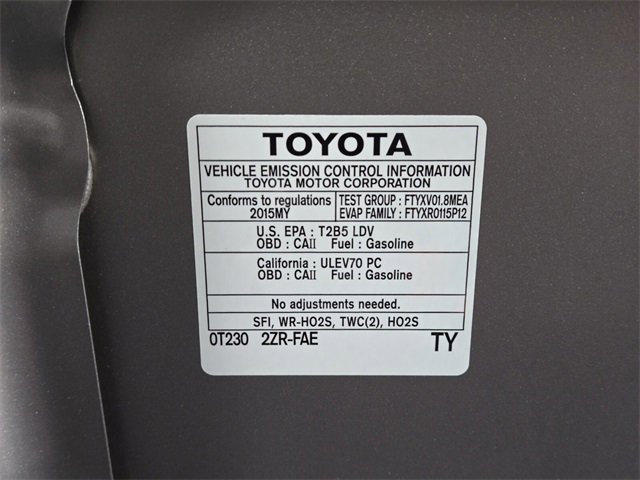 TOYOTA
VEHICLE EMISSION CONTROL INFORMATION
TOYOTA MOTOR CORPORATION
Conforms to regulations
2015MY
TEST GROUP : FTYXV01.8MEA
EVAP FAMILY : FTYXR0115P12
U.S. EPA : T2B5 LDV
OBD : CAII Fuel : Gasoline
California : ULEV70 PC
OBD : CAII Fuel : Gasoline
No adjustments needed.
SFI, WR-HO2S, TWC(2), HO2S
0T230 2ZR-FAE TY